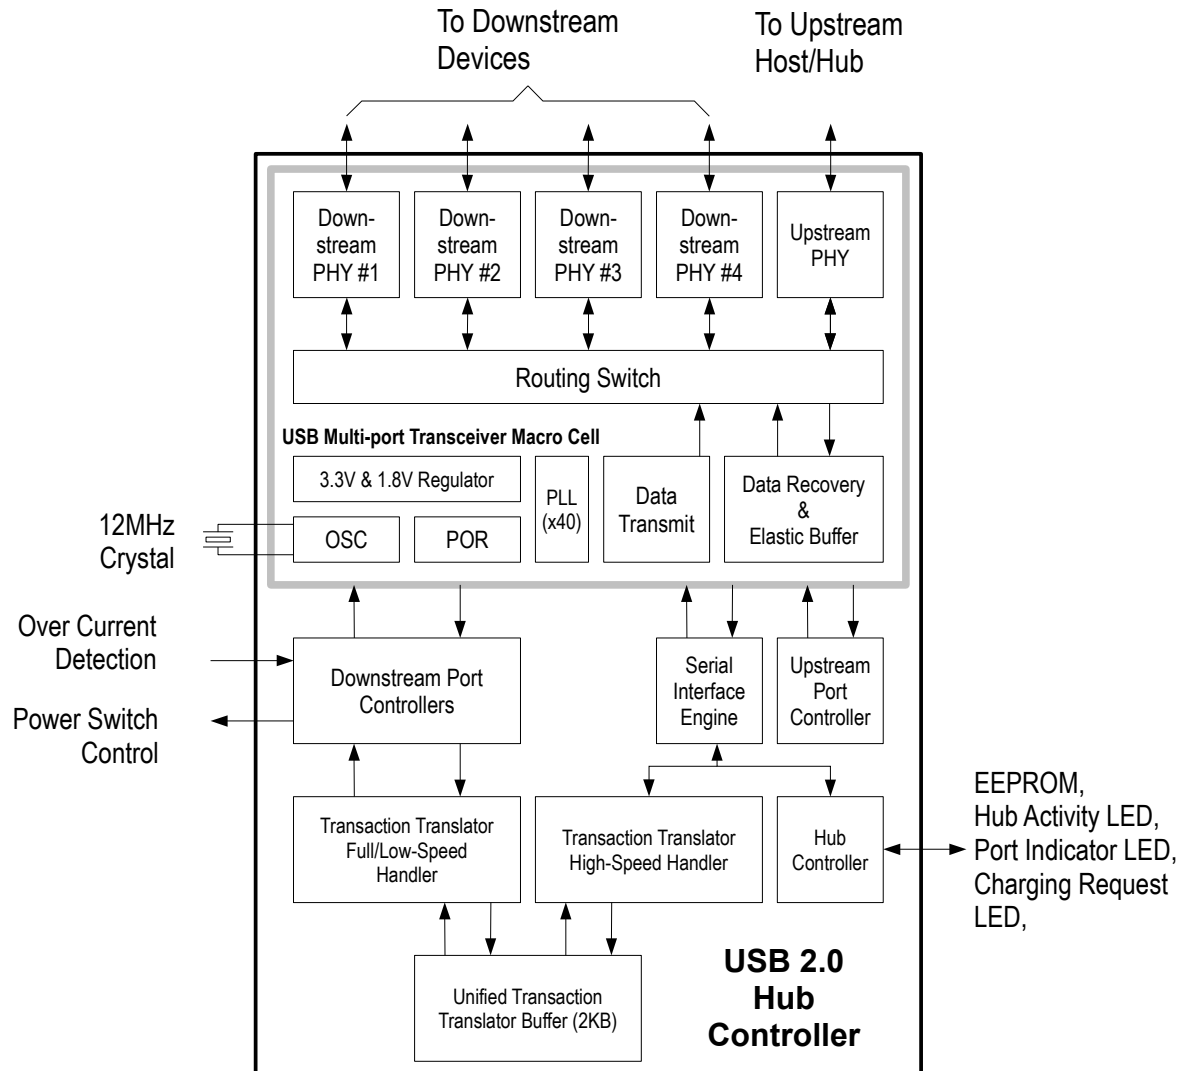 To Downstream
Devices
To Upstream
Host/Hub
Down-
stream
PHY #1
Down-
stream
PHY #2
Down-
stream
PHY #3
Down-
stream
PHY #4
Upstream
PHY
Routing Switch
USB Multi-port Transceiver Macro Cell
3.3V & 1.8V Regulator
PLL
(x40)
Data
Transmit
Data Recovery
&
Elastic Buffer
OSC
POR
12MHz
Crystal
Over Current
Detection
Power Switch
Control
Downstream Port
Controllers
Serial
Interface
Engine
Upstream
Port
Controller
Transaction Translator
Full/Low-Speed
Handler
Transaction Translator
High-Speed Handler
Hub
Controller
EEPROM,
Hub Activity LED,
Port Indicator LED,
Charging Request
LED,
Unified Transaction
Translator Buffer (2KB)
USB 2.0
Hub
Controller